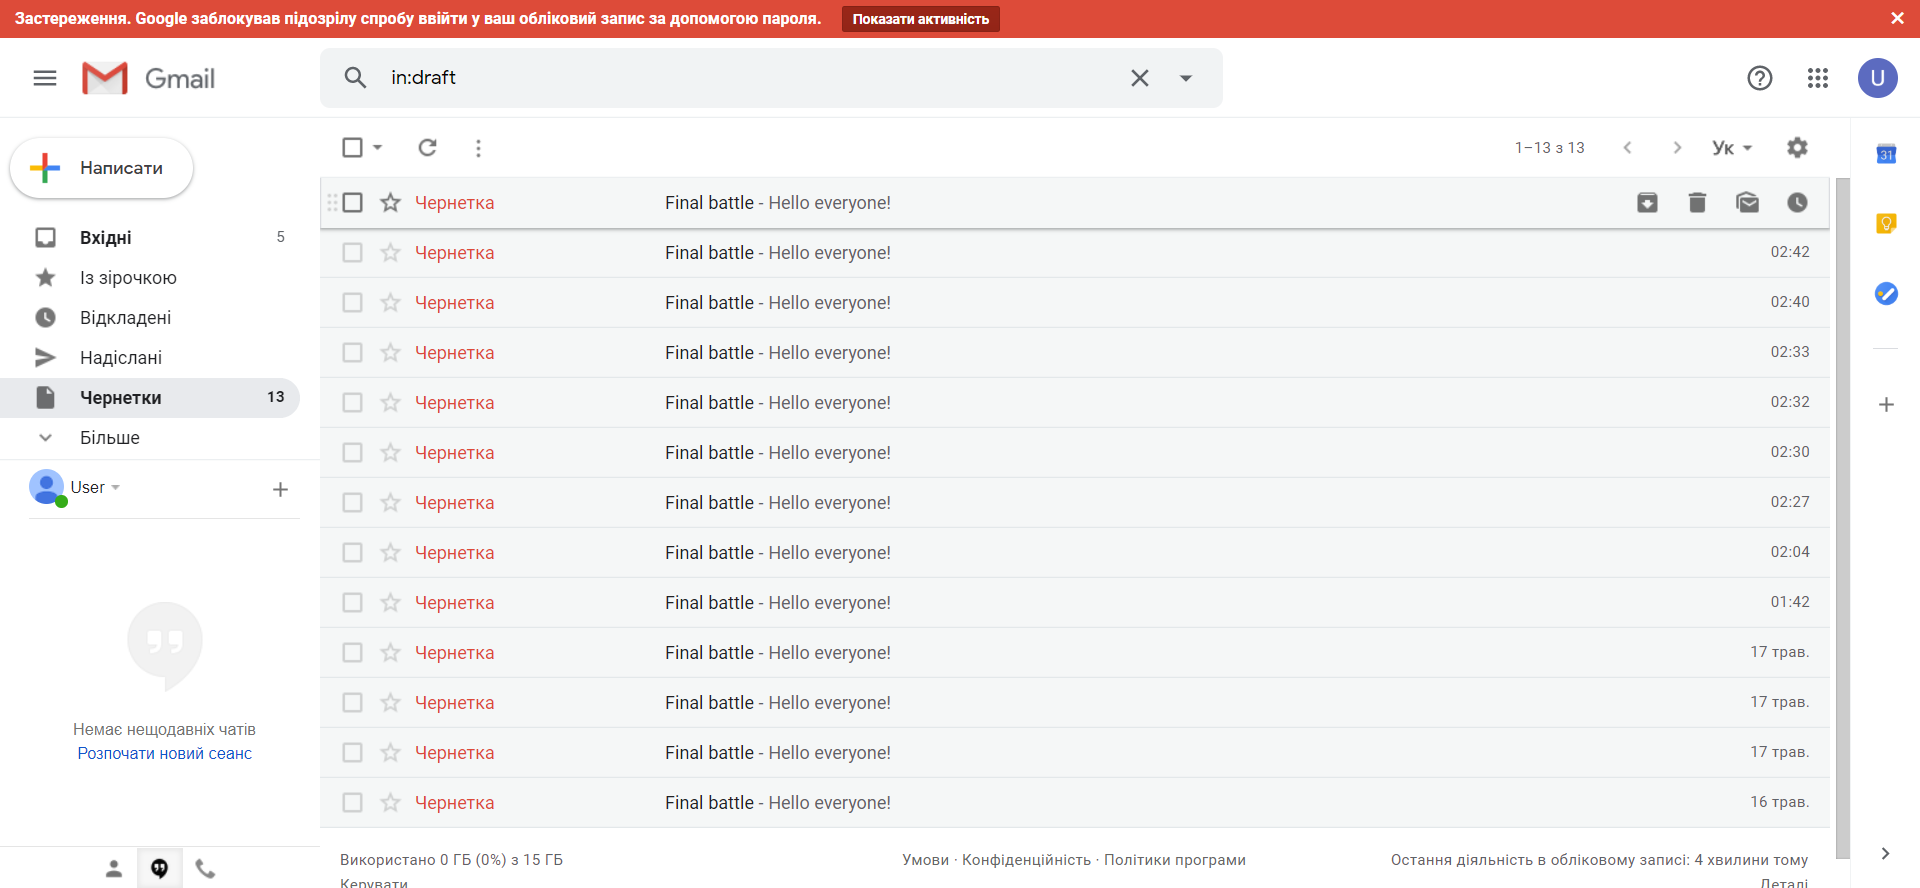 Застереження. Google заблокував підозрілу спробу ввійти у ваш обліковий запис за допомогою пароля. Показати активність
Gmail
in:draft
U
Написати
1–13 з 13
Ук
31
Вхідні 5
Із зірочкою
Відкладені
Надіслані
Чернетки 13
Більше
User
Немає нещодавніх чатів
Розпочати новий сеанс
Чернетка Final battle - Hello everyone!
Чернетка Final battle - Hello everyone! 02:42
Чернетка Final battle - Hello everyone! 02:40
Чернетка Final battle - Hello everyone! 02:33
Чернетка Final battle - Hello everyone! 02:32
Чернетка Final battle - Hello everyone! 02:30
Чернетка Final battle - Hello everyone! 02:27
Чернетка Final battle - Hello everyone! 02:04
Чернетка Final battle - Hello everyone! 01:42
Чернетка Final battle - Hello everyone! 17 трав.
Чернетка Final battle - Hello everyone! 17 трав.
Чернетка Final battle - Hello everyone! 17 трав.
Чернетка Final battle - Hello everyone! 16 трав.
Використано 0 ГБ (0%) з 15 ГБ
Керувати
Умови · Конфіденційність · Політики програми
Остання діяльність в обліковому записі: 4 хвилини тому
Деталі